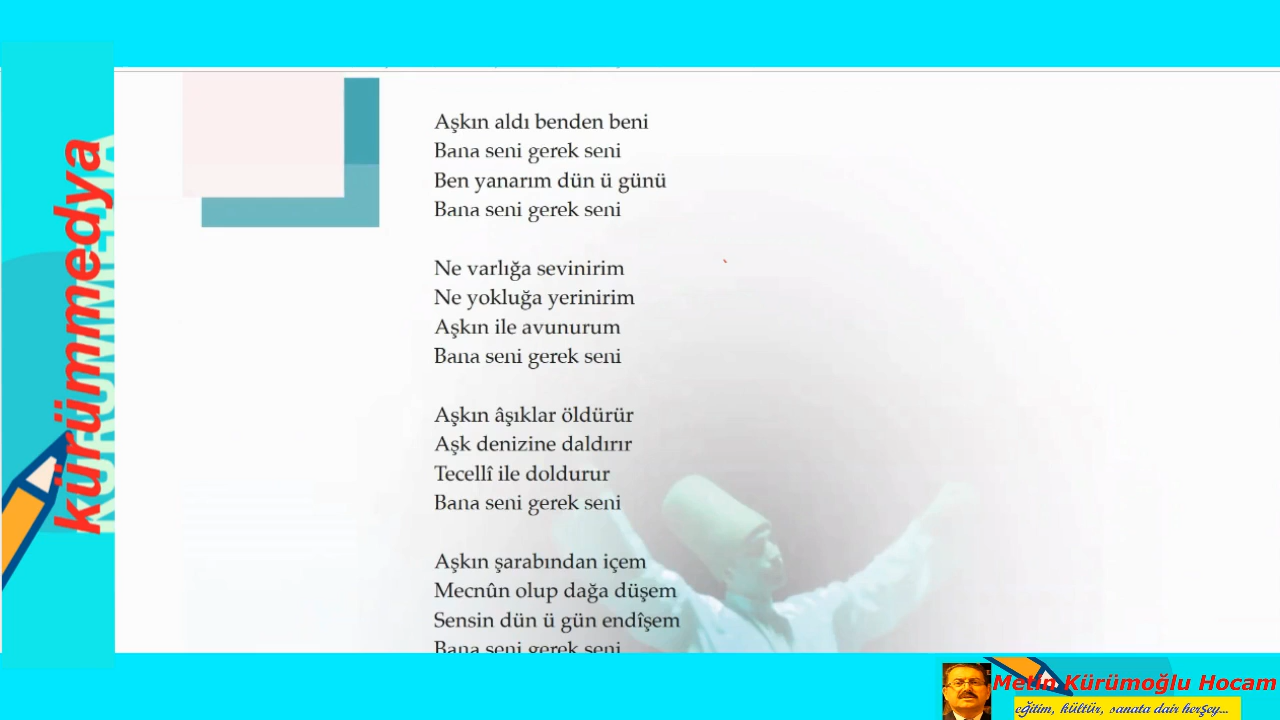 Aşkın aldı benden beni
Bana seni gerek seni
Ben yanarım dün ü günü
Bana seni gerek seni
Ne varlığa sevinirim
Ne yokluğa yerinirim
Aşkın ile avunurum
Bana seni gerek seni
Aşkın âşıklar öldürür
Aşk denizine daldırır
Tecellî ile doldurur
Bana seni gerek seni
Aşkın şarabından içem
Mecnûn olup dağa düşem
Sensin dün ü gün endîşem
Bana seni gerek seni
kürümmedya
Metin Kürümoğlu Hocam
eğitim, kültür, sanata dair herşey...